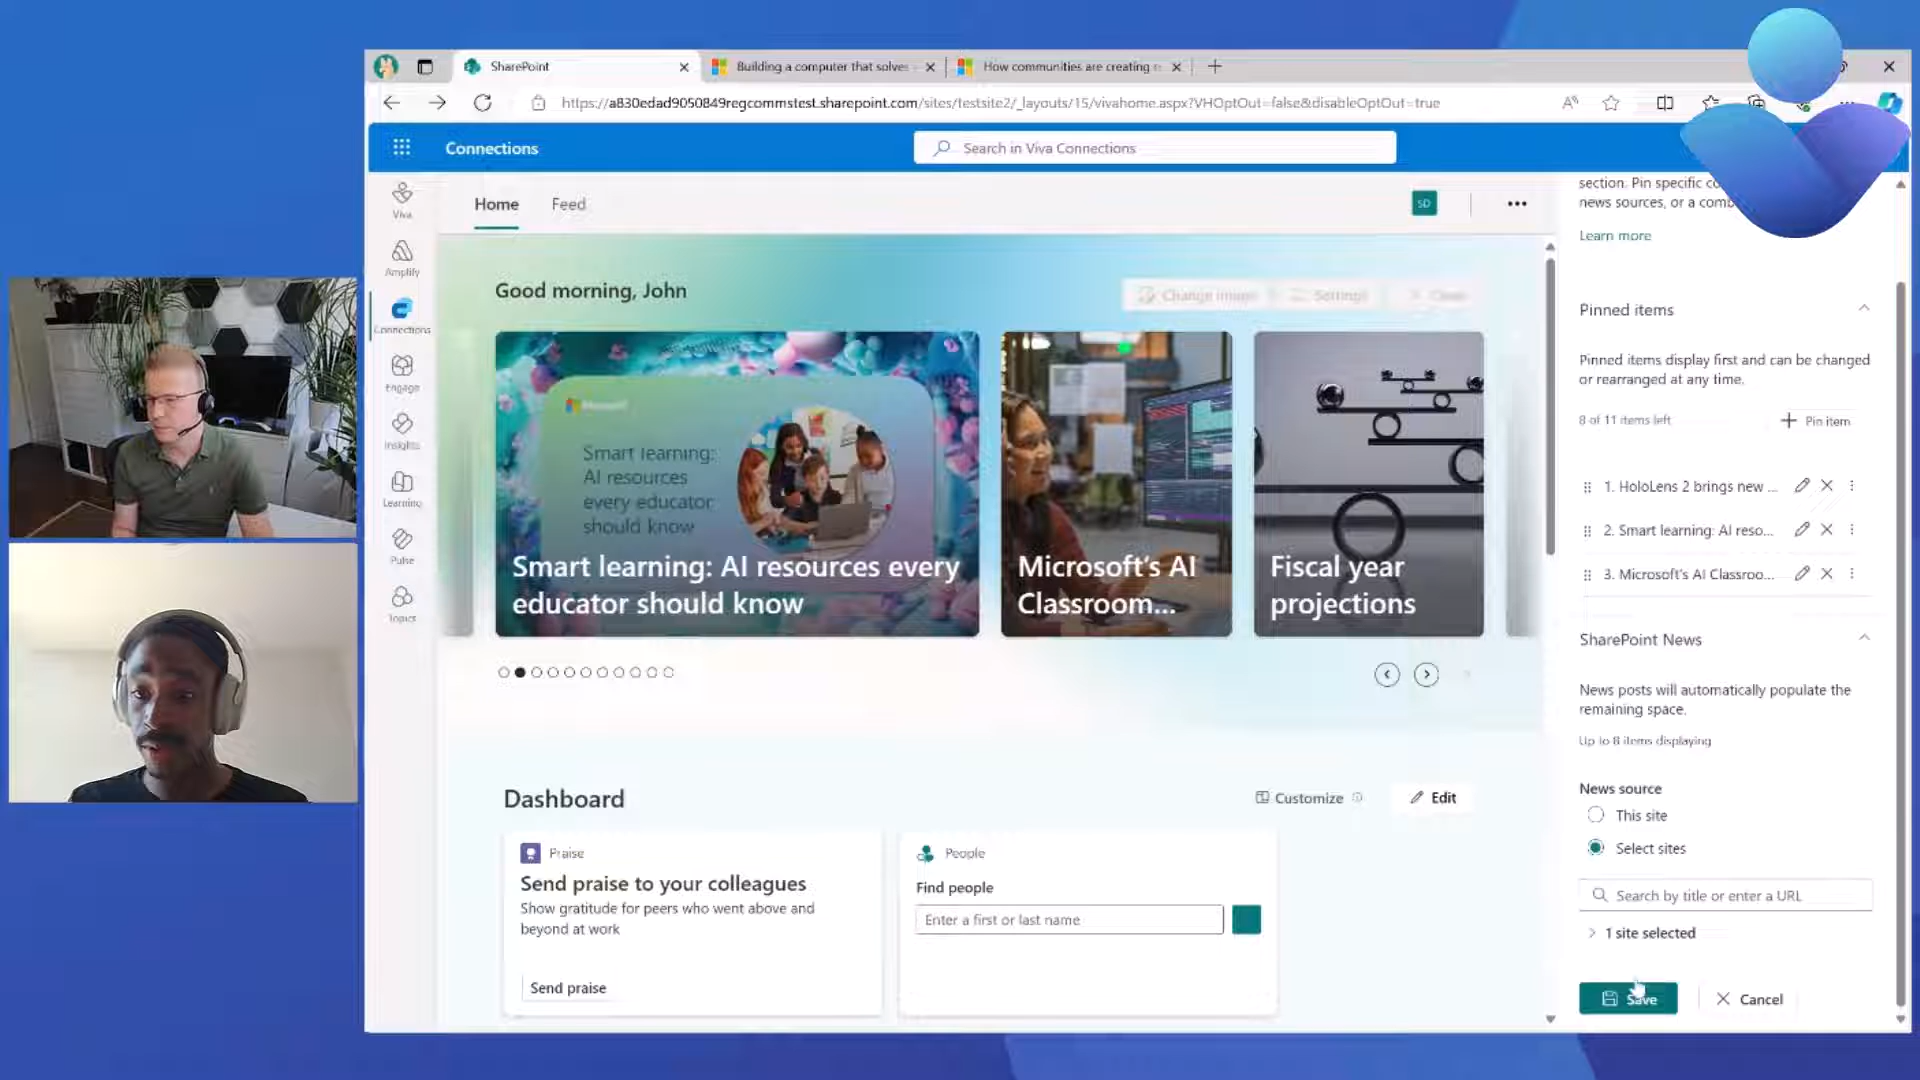 SharePoint
Building a computer that solves
How communities are creating
https://a830edad9050849regcommstest.sharepoint.com/sites/testsite2/_layouts/15/vivahome.aspx?VHOptOut=false&disableOptOut=true
Connections
Search in Viva Connections
Viva
Amplify
Connections
Engage
Insights
Learning
Pulse
Topics
Home
Feed
SD
Good morning, John
Change image
Settings
Microsoft
Smart learning:
AI resources
every educator
should know
Smart learning: AI resources every
educator should know
Microsoft's AI
Classroom...
Fiscal year
projections
Dashboard
Customize
Edit
Praise
Send praise to your colleagues
Show gratitude for peers who went above and
beyond at work
Send praise
People
Find people
Enter a first or last name
section. Pin specific
news sources, or a
Learn more
Pinned items
Pinned items display first and can be changed
or rearranged at any time.
8 of 11 items left
Pin item
1. HoloLens 2 brings new ...
2. Smart learning: AI reso...
3. Microsoft's AI Classroo...
SharePoint News
News posts will automatically populate the
remaining space.
Up to 8 items displaying
News source
This site
Select sites
Search by title or enter a URL
1 site selected
Save
Cancel